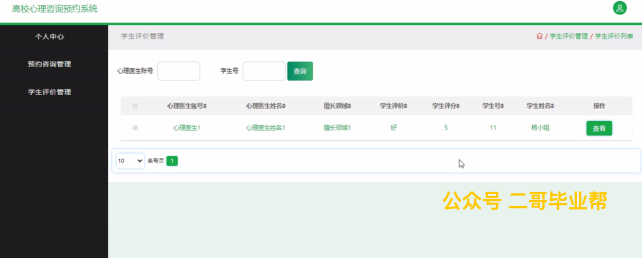 高校心理咨询预约系统
个人中心
预约咨询管理
学生评价管理
学生评价管理
/ 学生评价管理 / 学生评价列表
心理医生账号 学生号 查询
心理医生账号 心理医生姓名 擅长领域 学生评价 学生评分 学生号 学生姓名 操作
心理医生1 心理医生姓名1 擅长领域1 好 5 11 杨小姐 查看
10 条每页 1
公众号 二哥毕业帮